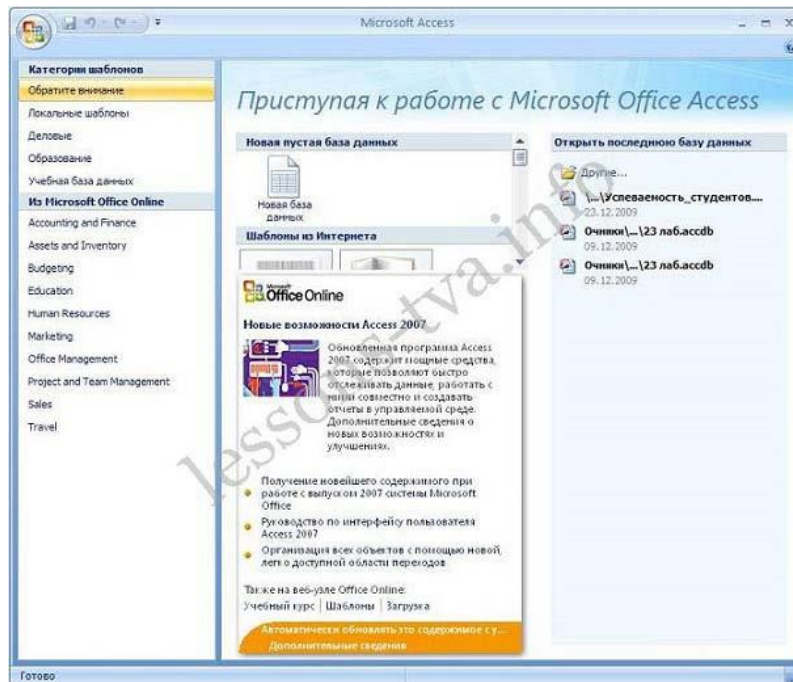 Microsoft Access
Категории шаблонов
Обратите внимание
Локальные шаблоны
Деловые
Образование
Учебная база данных
Из Microsoft Office Online
Accounting and Finance
Assets and Inventory
Budgeting
Education
Human Resources
Marketing
Office Management
Project and Team Management
Sales
Travel
Приступая к работе с Microsoft Office Access
Новая пустая база данных
Новая база
данных
Шаблоны из Интернета
Microsoft
Office Online
Новые возможности Access 2007
Обновленная программа Access
2007 содержит мощные средства,
которые позволяют быстро
отслеживать данные, работать с
ними совместно и создавать
отчеты в управляемой среде.
Дополнительные сведения о
новых возможностях и
улучшениях.
Получение новейшего содержимого при
работе с выпуском 2007 системы Microsoft
Office
Руководство по интерфейсу пользователя
Access 2007
Организация всех объектов с помощью новой,
легко доступной области переходов
Также на веб-узле Office Online:
Учебный курс | Шаблоны | Загрузка
Автоматически обновлять это содержимое с у...
Дополнительные сведения
Открыть последнюю базу данных
Другие...
\...\Успеваеность_студентов....
23.12.2009
Очники\...\23 лаб.accdb
09.12.2009
Очники\...\23 лаб.accdb
09.12.2009
Готово
lessons-tva.info